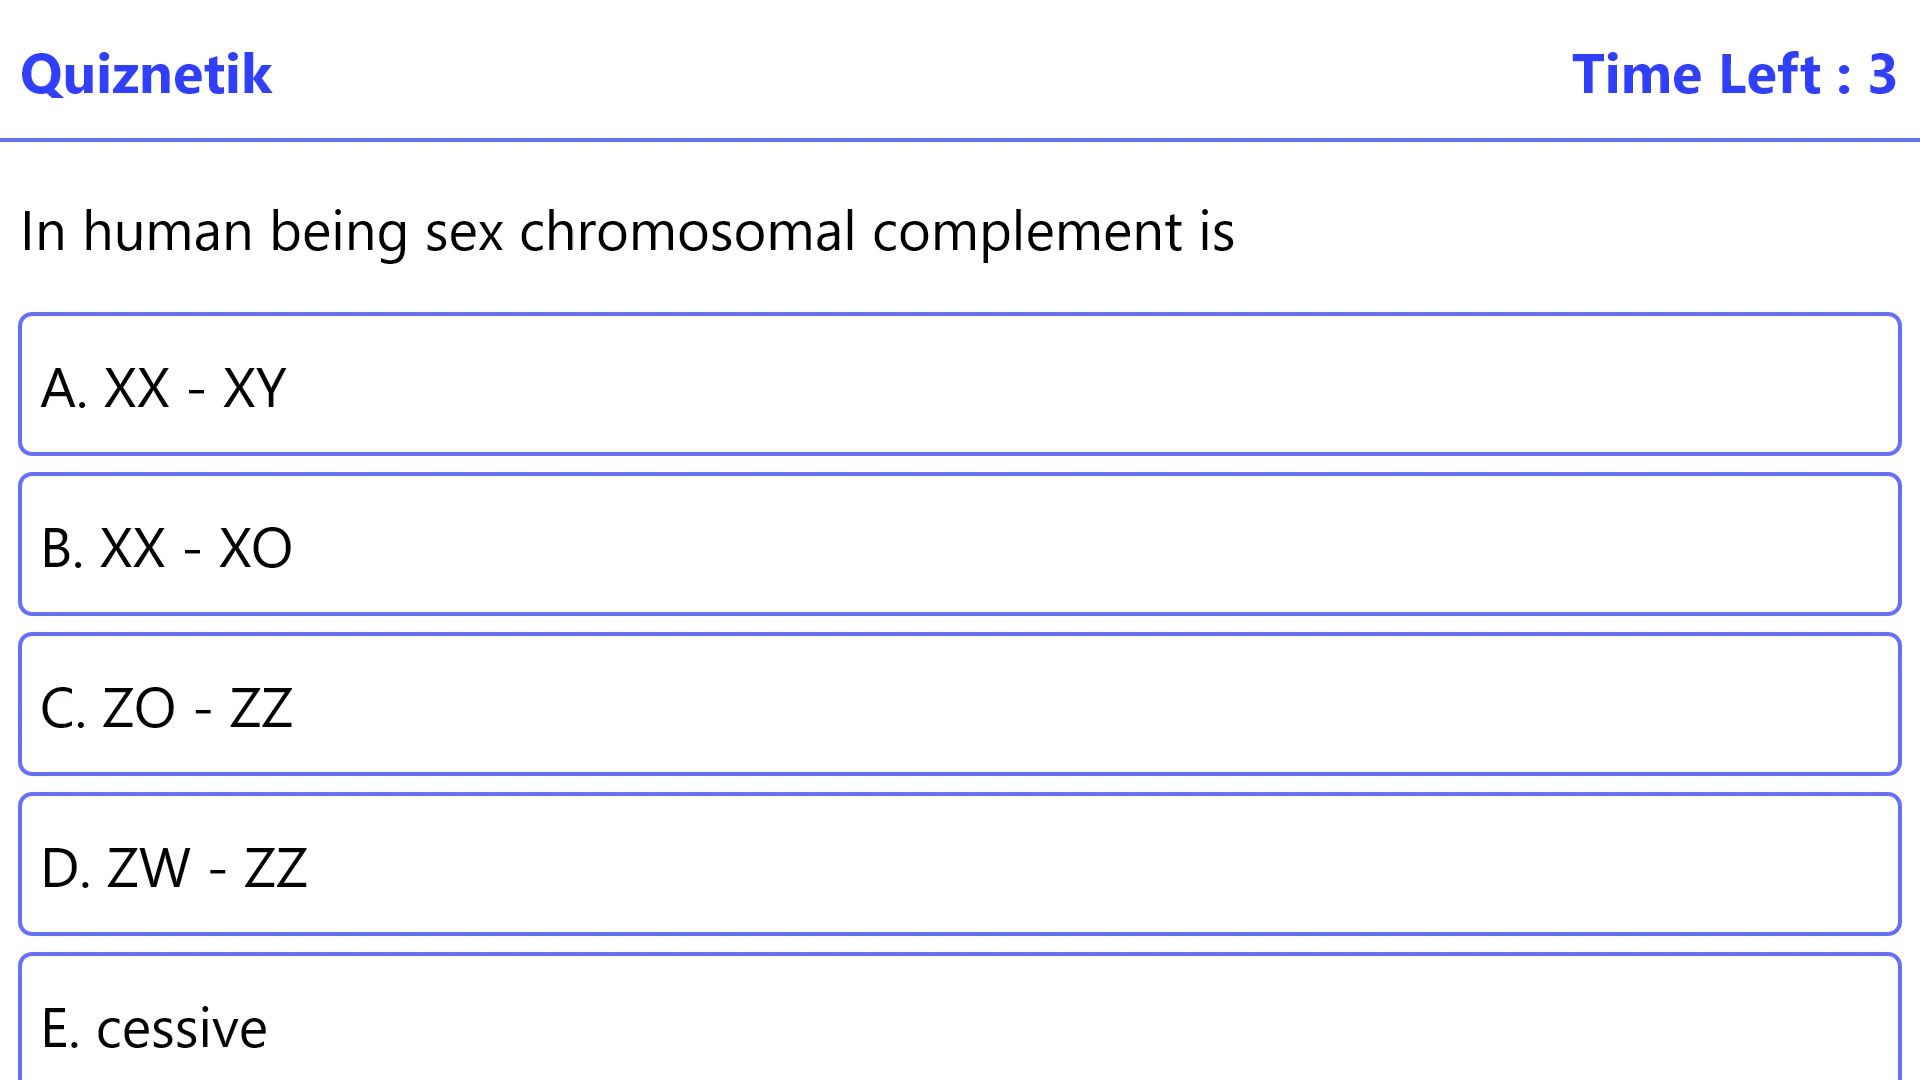 Quiznetik
Time Left : 3
In human being sex chromosomal complement is
A. XX - XY
B. XX - XO
C. ZO - ZZ
D. ZW - ZZ
E. cessive